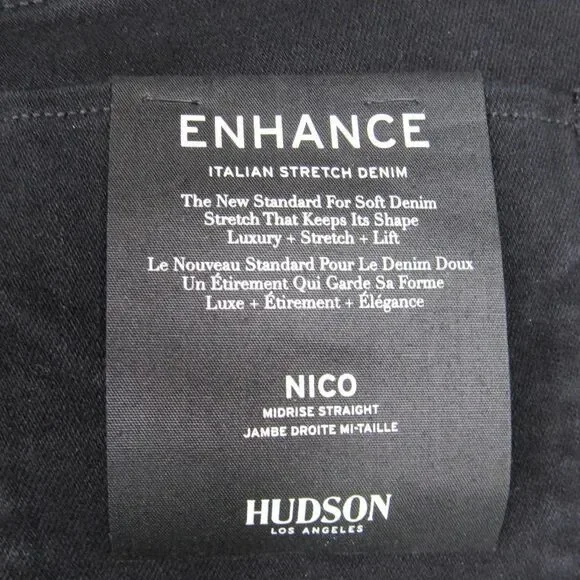 ENHANCE
ITALIAN STRETCH DENIM
The New Standard For Soft Denim
Stretch That Keeps Its Shape
Luxury + Stretch + Lift
Le Nouveau Standard Pour Le Denim Doux
Un Étirement Qui Garde Sa Forme
Luxe + Étirement + Élégance
NICO
MIDRISE STRAIGHT
JAMBE DROITE MI-TAILLE
HUDSON
LOS ANGELES